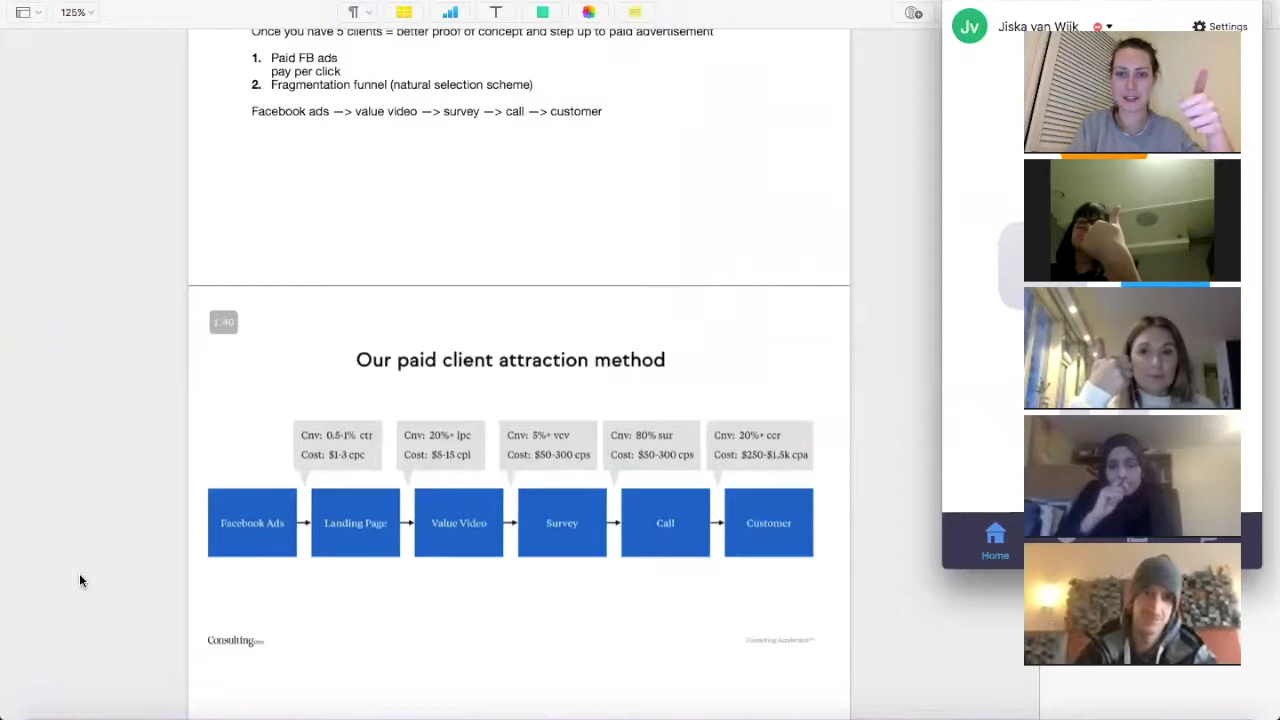 125%
Jiska van Wijk
Settings
JV
Once you have 5 clients = better proof of concept and step up to paid advertisement
1. Paid FB ads
pay per click
2. Fragmentation funnel (natural selection scheme)
Facebook ads —> value video —> survey —> call —> customer
1/40
Our paid client attraction method
Cnv: 0.5-1% ctr
Cost: $1-3 cpc
Cnv: 20%+ lpc
Cost: $5-15 cpl
Cnv: 5%+ vcv
Cost: $50-300 cps
Cnv: 80% sur
Cost: $50-300 cps
Cnv: 20%+ ccr
Cost: $250-$1.5k cpa
Facebook Ads
Landing Page
Value Video
Survey
Call
Customer
Consulting.com
Consulting Accelerator™
Home